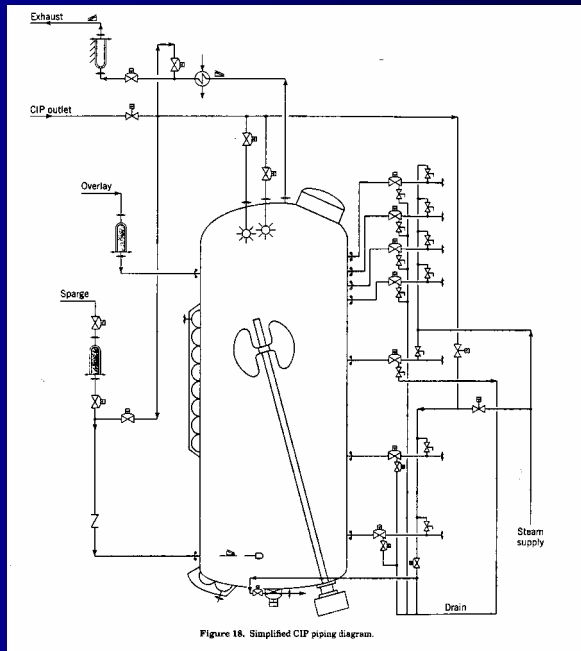 Exhaust
CIP outlet
Overlay
Sparge
Steam
supply
Drain
Figure 18. Simplified CIP piping diagram.